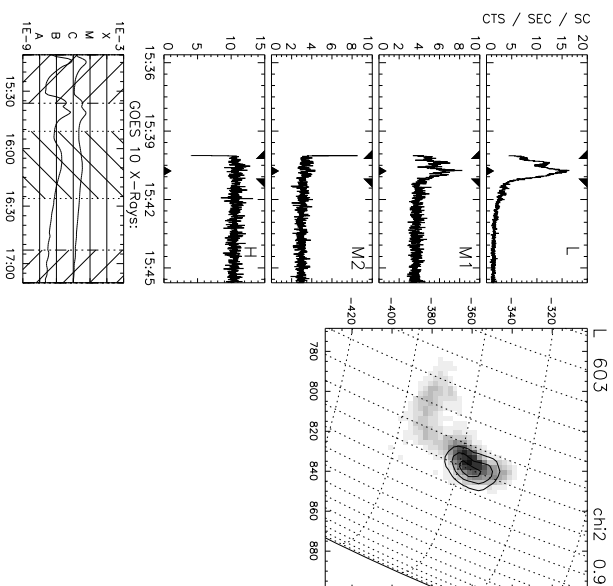 CTS / SEC / SC
20
15
10
5
0
L
10
8
6
4
2
0
M1
10
8
6
4
2
0
M2
15
10
5
0
H
15:36
15:39
15:42
15:45
GOES 10 X-Rays:
1E-3
X
M
C
B
A
1E-9
15:30
16:00
16:30
17:00
L 603 chi2 0.9
-320
-340
-360
-380
-400
-420
780
800
820
840
860
880